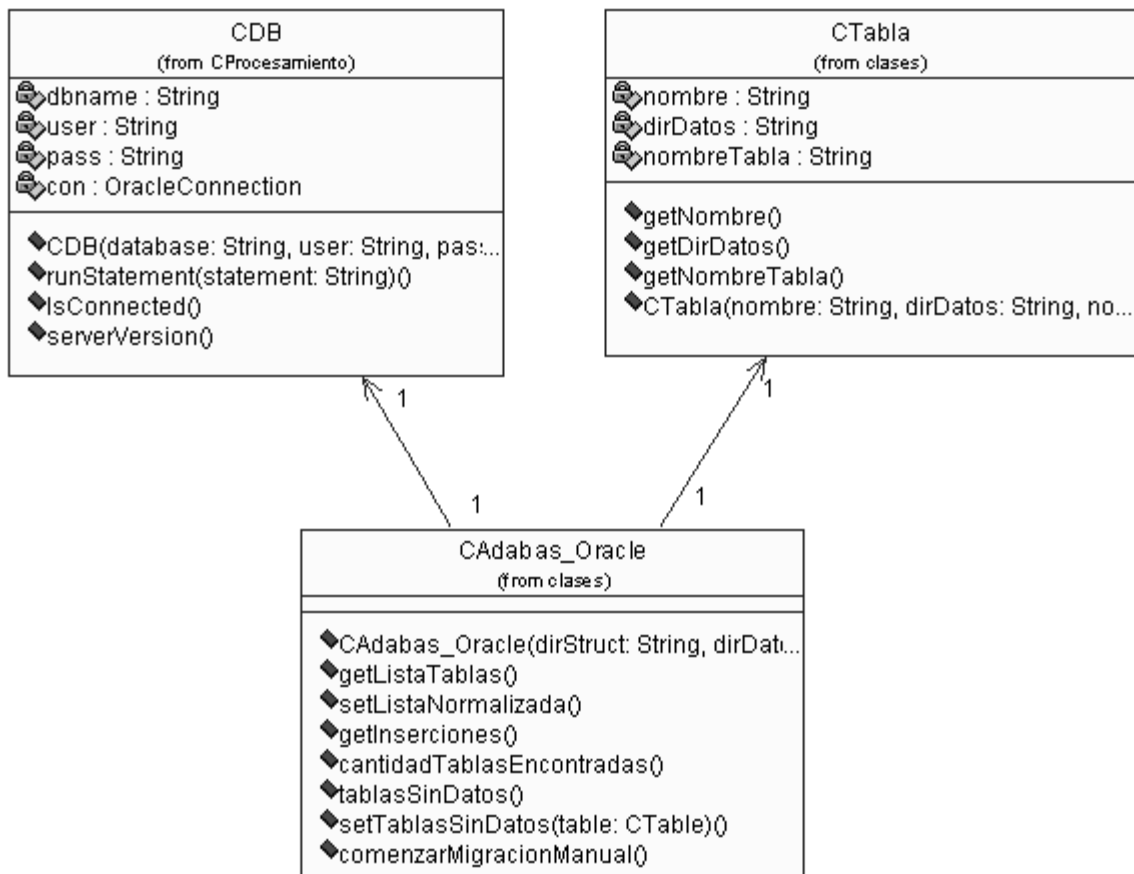 CDB
(from CProcesamiento)
dbname : String
user : String
pass : String
con : OracleConnection
CDB(database: String, user: String, pas:...
runStatement(statement: String)()
IsConnected()
serverVersion()
CTabla
(from clases)
nombre : String
dirDatos : String
nombreTabla : String
getNombre()
getDirDatos()
getNombreTabla()
CTabla(nombre: String, dirDatos: String, no...
1
1
1
1
CAdabas_Oracle
(from clases)
CAdabas_Oracle(dirStruct: String, dirDat...
getListaTablas()
setListaNormalizada()
getInserciones()
cantidadTablasEncontradas()
tablasSinDatos()
setTablasSinDatos(table: CTable)()
comenzarMigracionManual()